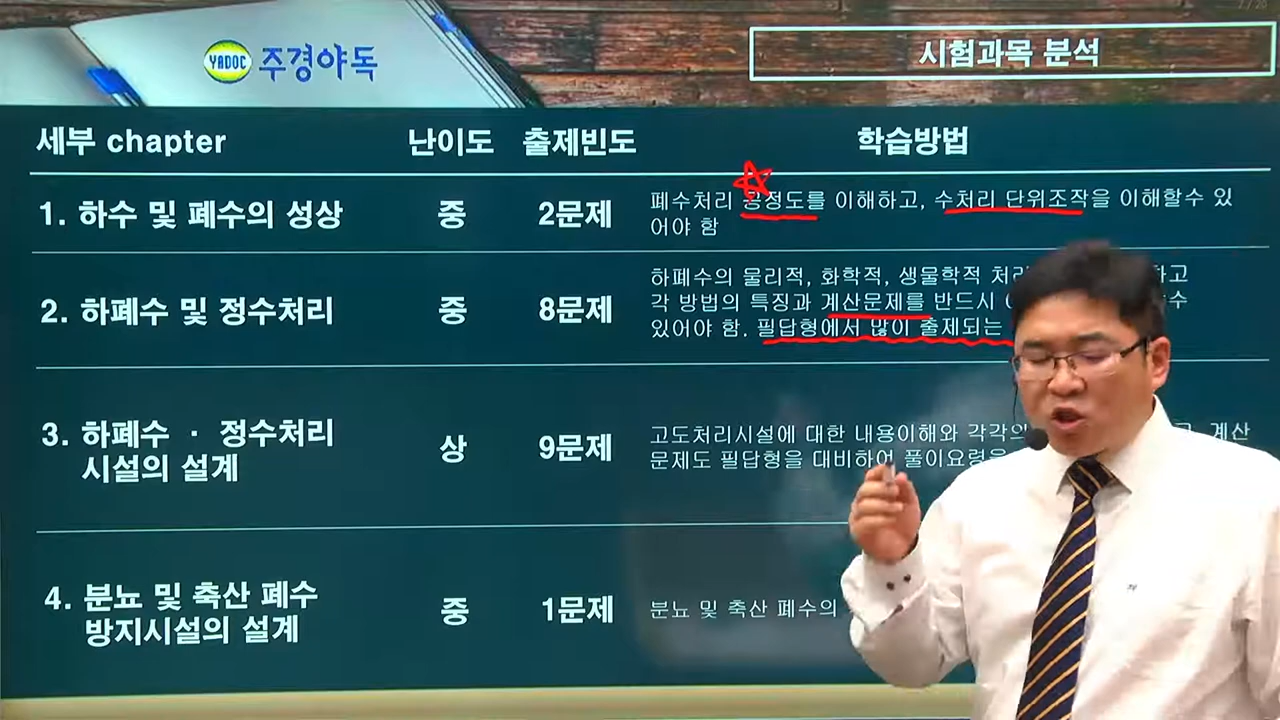 7 / 20
YADOC 주경야독
시험과목 분석
세부 chapter 난이도 출제빈도 학습방법
1. 하수 및 폐수의 성상 중 2문제
폐수처리 공정도를 이해하고, 수처리 단위조작을 이해할수 있
어야 함
2. 하폐수 및 정수처리 중 8문제
하폐수의 물리적, 화학적, 생물학적 처리 하고
각 방법의 특징과 계산문제를 반드시 수
있어야 함. 필답형에서 많이 출제되는
3. 하폐수 · 정수처리
시설의 설계
상 9문제
고도처리시설에 대한 내용이해와 각각의 계산
문제도 필답형을 대비하여 풀이요령을
4. 분뇨 및 축산 폐수
방지시설의 설계
중 1문제
분뇨 및 축산 폐수의